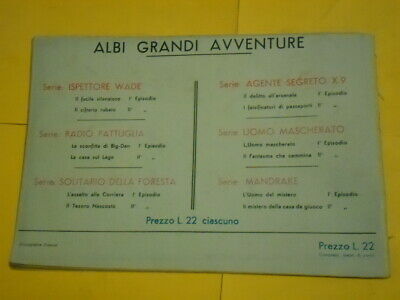 ALBI GRANDI AVVENTURE
Serie: ISPETTORE WADE
Il fucile silenzioso I° Episodio
Il cifrario rubato II° „
Serie: RADIO PATTUGLIA
La sconfitta di Big-Dan I° Episodio
La casa sul Lago II° „
Serie: SOLITARIO DELLA FORESTA
L'assalto alla Corriera I° Episodio
Il Tesoro Nascosto II° „
Serie: AGENTE SEGRETO X-9
Il delitto all'arsenale I° Episodio
I falsificatori di passaporti II° „
Serie: UOMO MASCHERATO
L'Uomo mascherato I° Episodio
Il Fantasma che cammina II° „
Serie: MANDRAKE
L'Uomo del mistero I° Episodio
Il mistero della casa da giuoco II° „
Prezzo L. 22 ciascuno
Prezzo L. 22